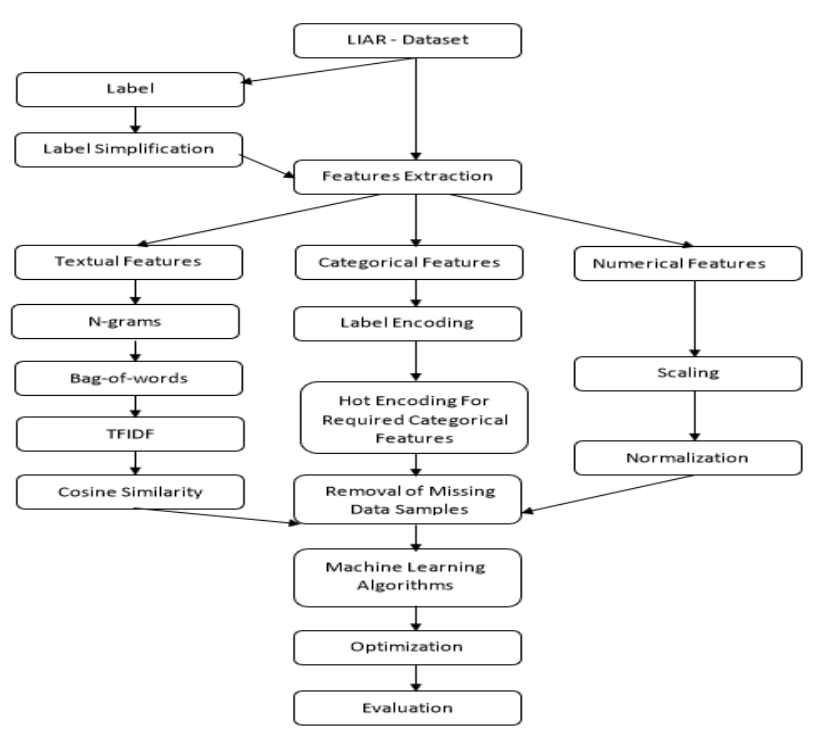 LIAR - Dataset
Label
Label Simplification
Features Extraction
Textual Features
Categorical Features
Numerical Features
N-grams
Label Encoding
Bag-of-words
Scaling
Hot Encoding For
Required Categorical
Features
TFIDF
Normalization
Cosine Similarity
Removal of Missing
Data Samples
Machine Learning
Algorithms
Optimization
Evaluation